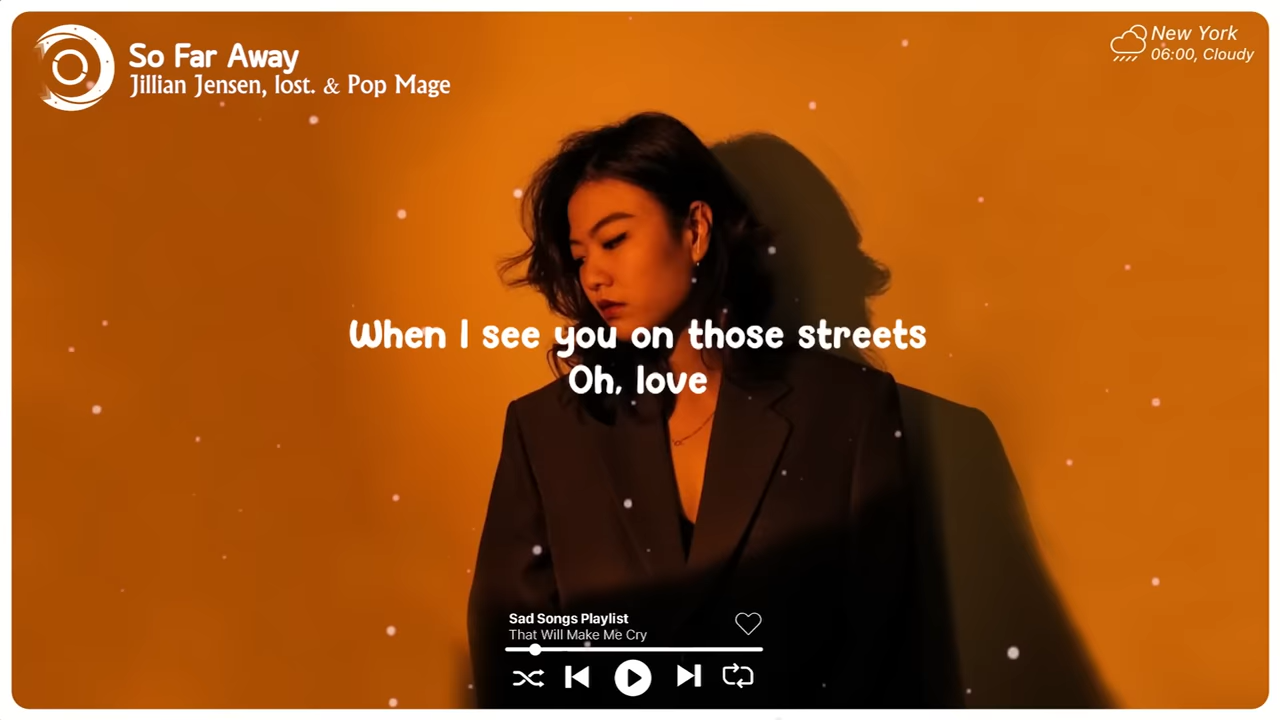 So Far Away
Jillian Jensen, lost. & Pop Mage
New York
06:00, Cloudy
When I see you on those streets
Oh, love
Sad Songs Playlist
That Will Make Me Cry